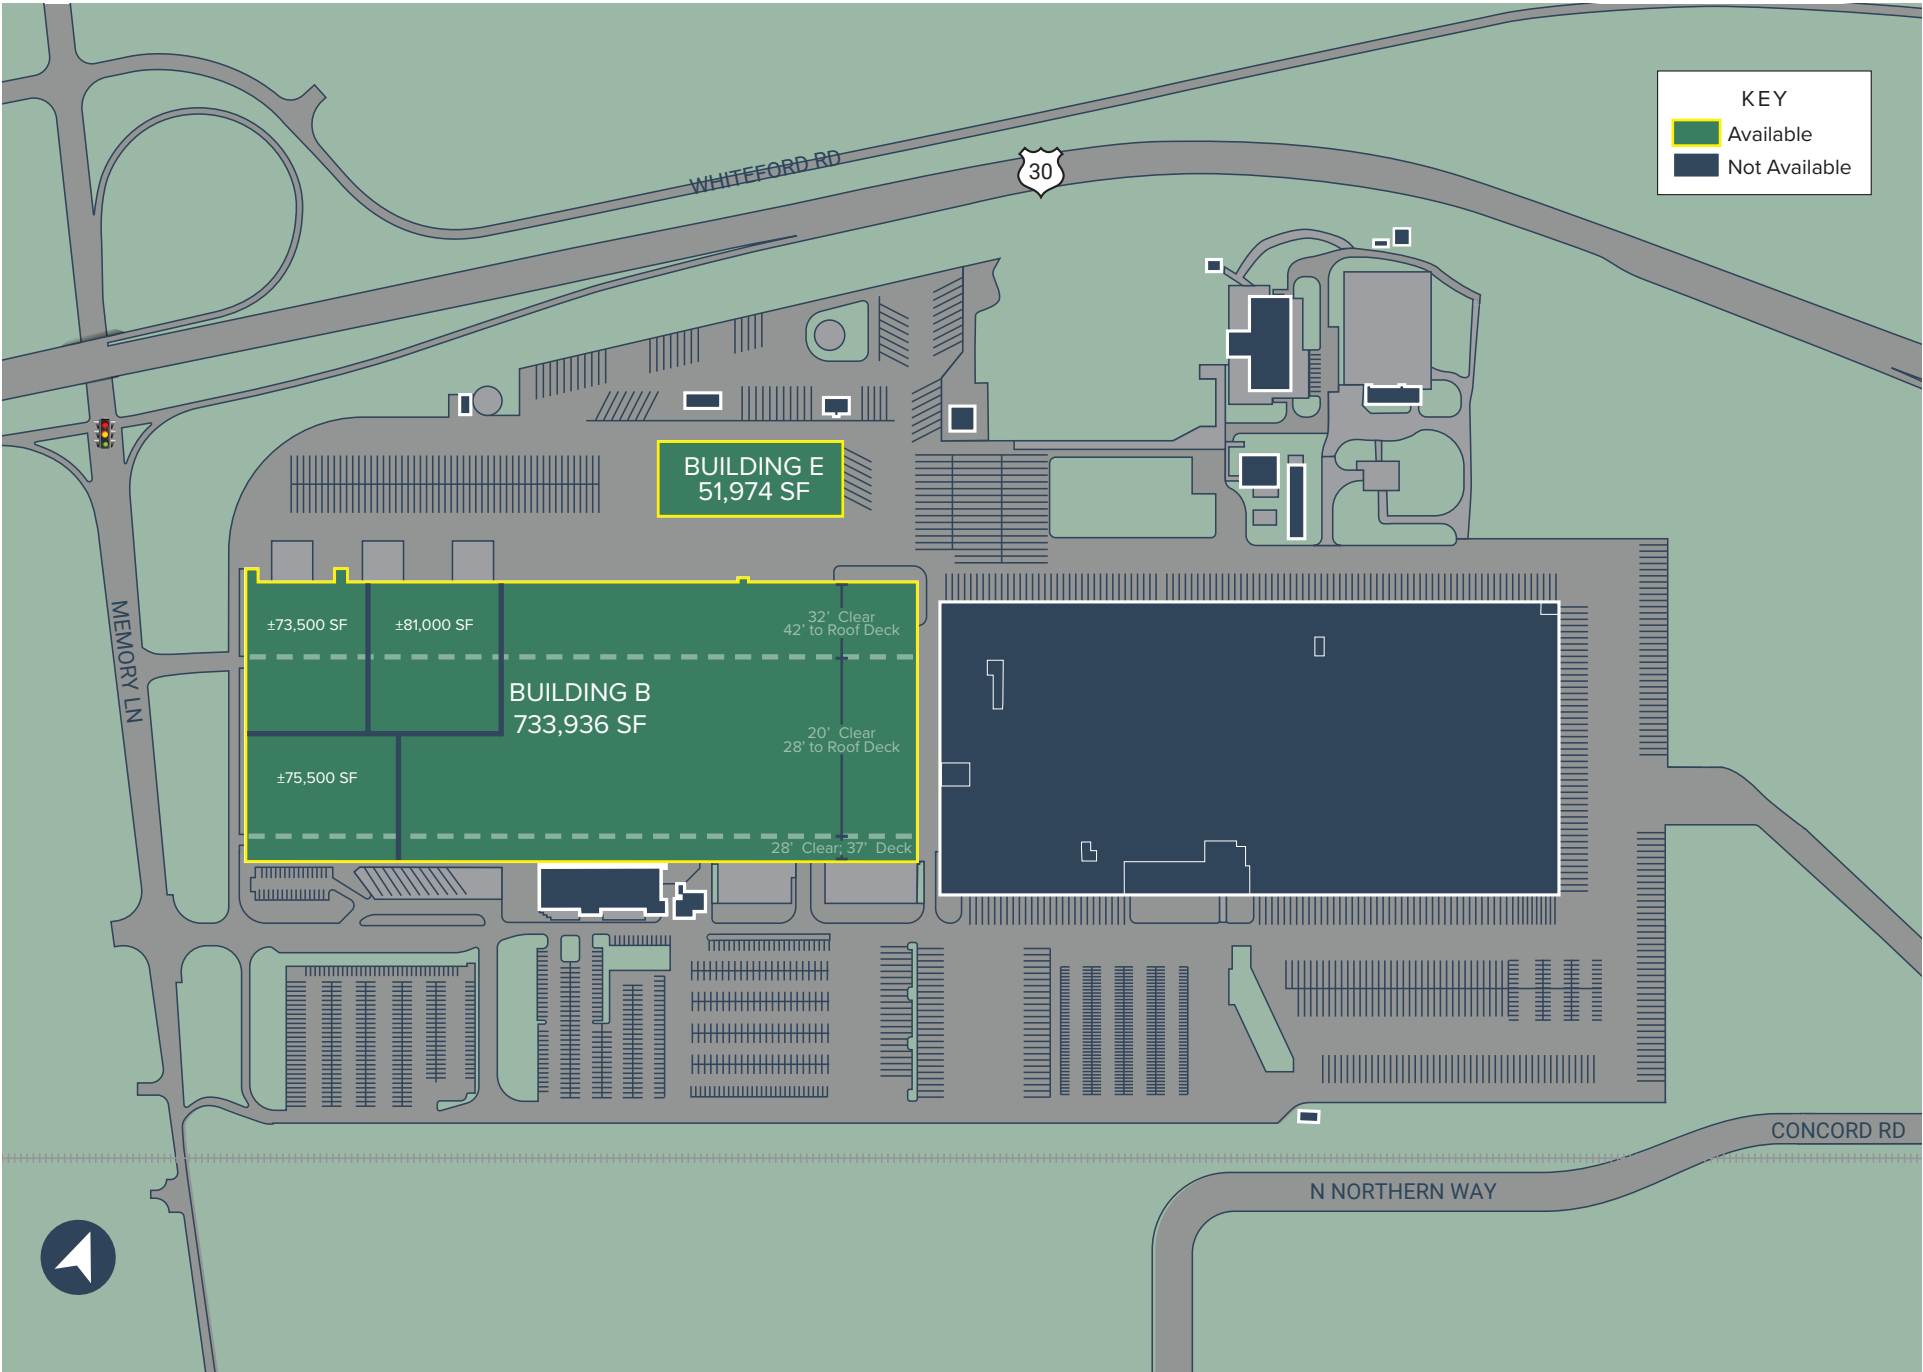 KEY
Available
Not Available
WHITEFORD RD
30
BUILDING E
51,974 SF
±73,500 SF
±81,000 SF
32' Clear
42' to Roof Deck
MEMORY LN
BUILDING B
733,936 SF
20' Clear
28' to Roof Deck
±75,500 SF
28' Clear; 37' Deck
CONCORD RD
N NORTHERN WAY